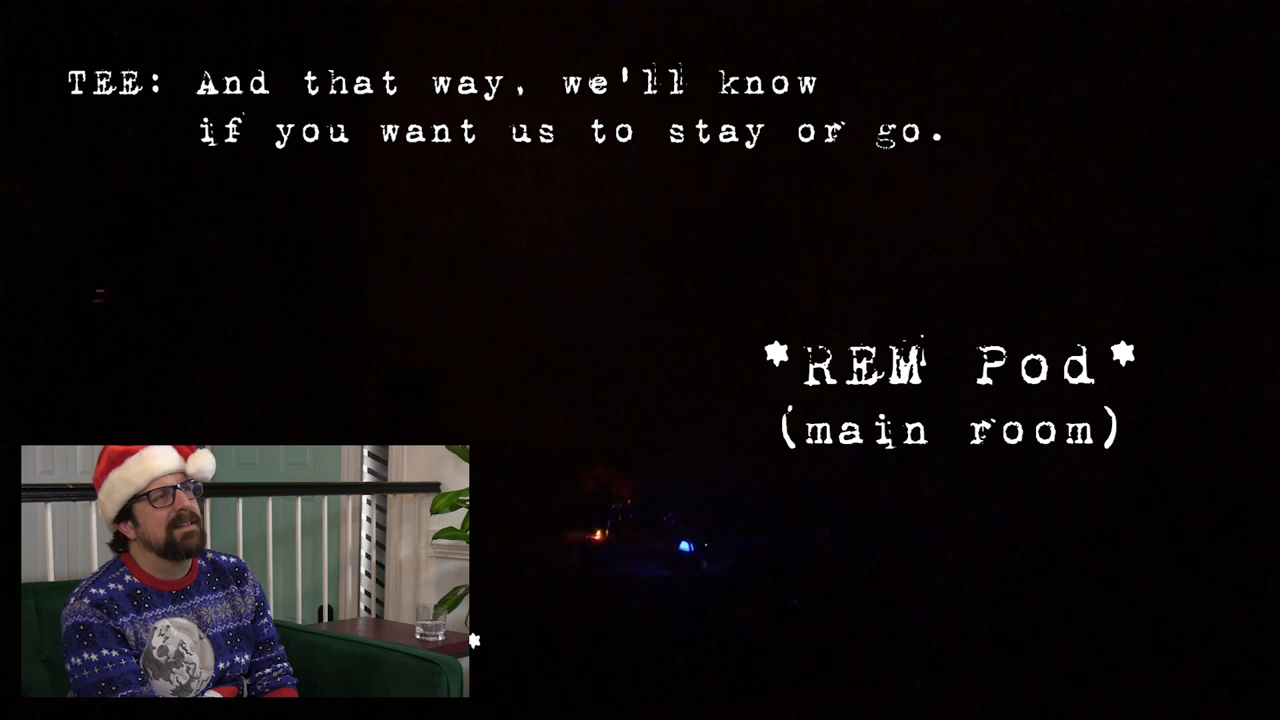 TEE: And that way, we'll know
if you want us to stay or go.
*REM Pod*
(main room)
*